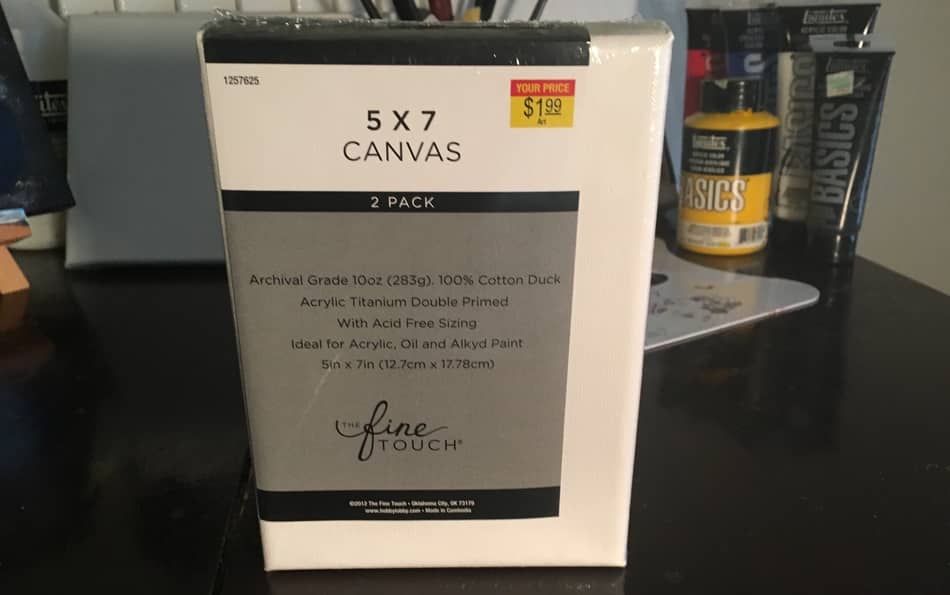 1257625
YOUR PRICE
$1.99
Art
5 X 7
CANVAS
2 PACK
Archival Grade 10oz (283g). 100% Cotton Duck
Acrylic Titanium Double Primed
With Acid Free Sizing
Ideal for Acrylic, Oil and Alkyd Paint
5in x 7in (12.7cm x 17.78cm)
THE fine
TOUCH®
©2012 The Fine Touch • Oklahoma City, OK 73179
www.hobbylobby.com • Made in Cambodia
ASICS
BASICS